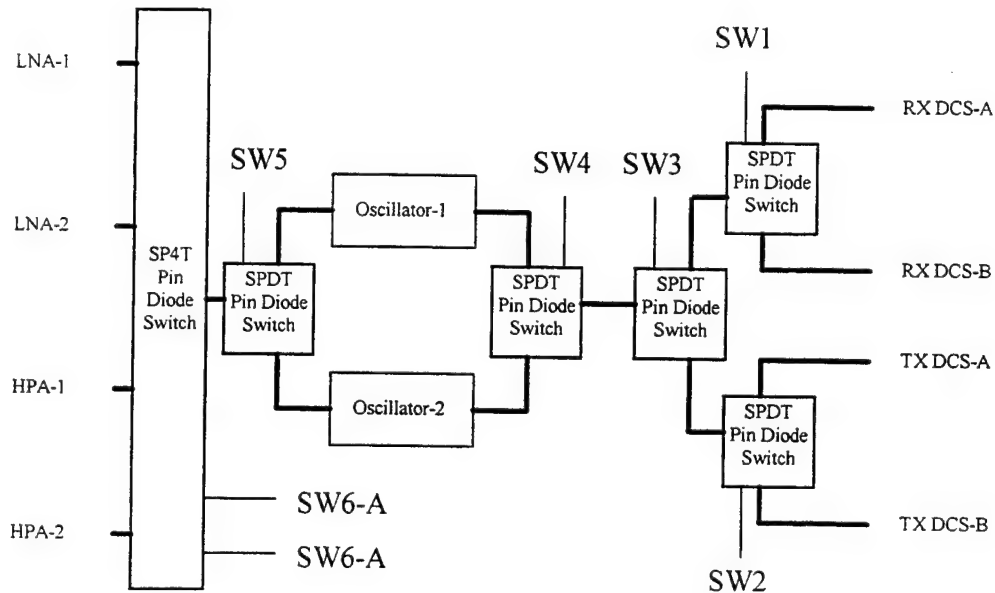 SW1
LNA-1
RX DCS-A
SW5
SW4
SW3
SPDT
Pin Diode
Switch
Oscillator-1
LNA-2
SP4T
Pin
Diode
Switch
SPDT
Pin Diode
Switch
SPDT
Pin Diode
Switch
SPDT
Pin Diode
Switch
RX DCS-B
TX DCS-A
HPA-1
Oscillator-2
SPDT
Pin Diode
Switch
SW6-A
HPA-2
SW6-A
TX DCS-B
SW2